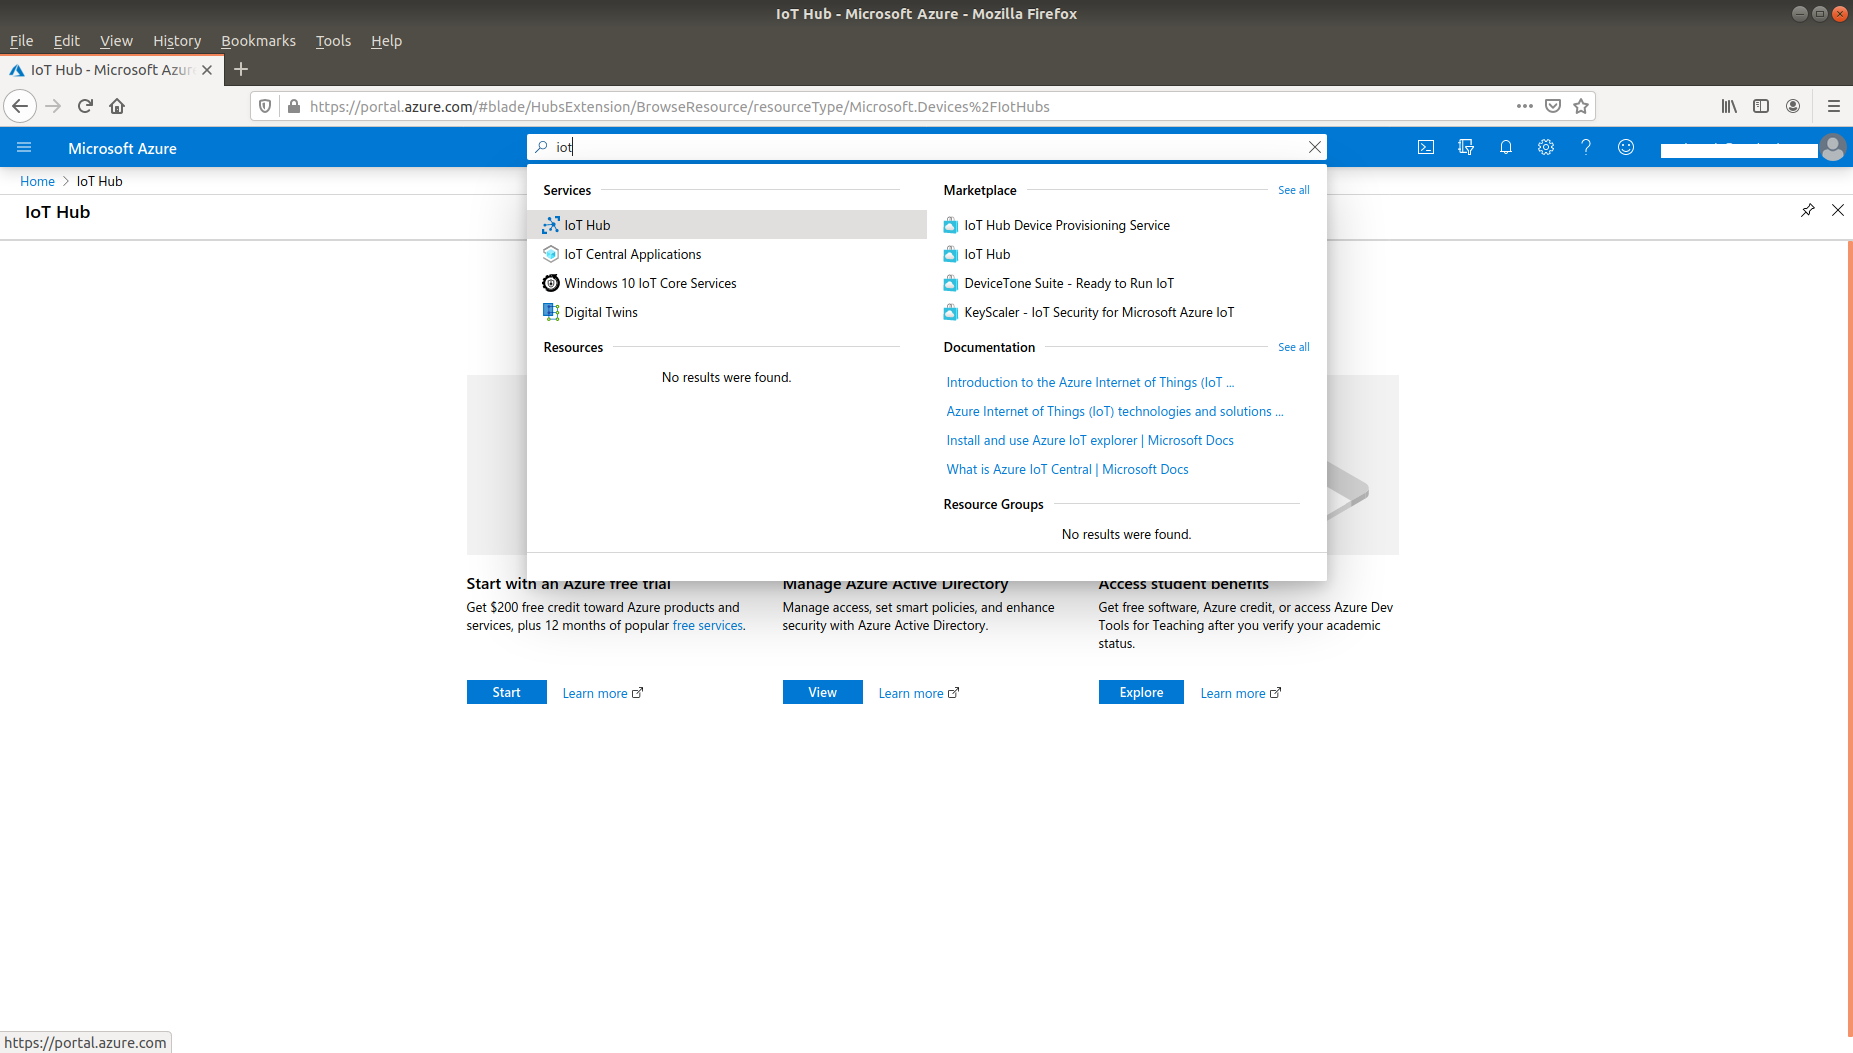 IoT Hub - Microsoft Azure - Mozilla Firefox
File Edit View History Bookmarks Tools Help
IoT Hub - Microsoft Azur
https://portal.azure.com/#blade/HubsExtension/BrowseResource/resourceType/Microsoft.Devices%2FIotHubs
Microsoft Azure
iot
Home > IoT Hub
IoT Hub
Services
IoT Hub
IoT Central Applications
Windows 10 IoT Core Services
Digital Twins
Resources
No results were found.
Marketplace See all
IoT Hub Device Provisioning Service
IoT Hub
DeviceTone Suite - Ready to Run IoT
KeyScaler - IoT Security for Microsoft Azure IoT
Documentation See all
Introduction to the Azure Internet of Things (IoT ...
Azure Internet of Things (IoT) technologies and solutions ...
Install and use Azure IoT explorer | Microsoft Docs
What is Azure IoT Central | Microsoft Docs
Resource Groups
No results were found.
Start with an Azure free trial
Get $200 free credit toward Azure products and
services, plus 12 months of popular free services.
Start Learn more
Manage Azure Active Directory
Manage access, set smart policies, and enhance
security with Azure Active Directory.
View Learn more
Access student benefits
Get free software, Azure credit, or access Azure Dev
Tools for Teaching after you verify your academic
status.
Explore Learn more
https://portal.azure.com